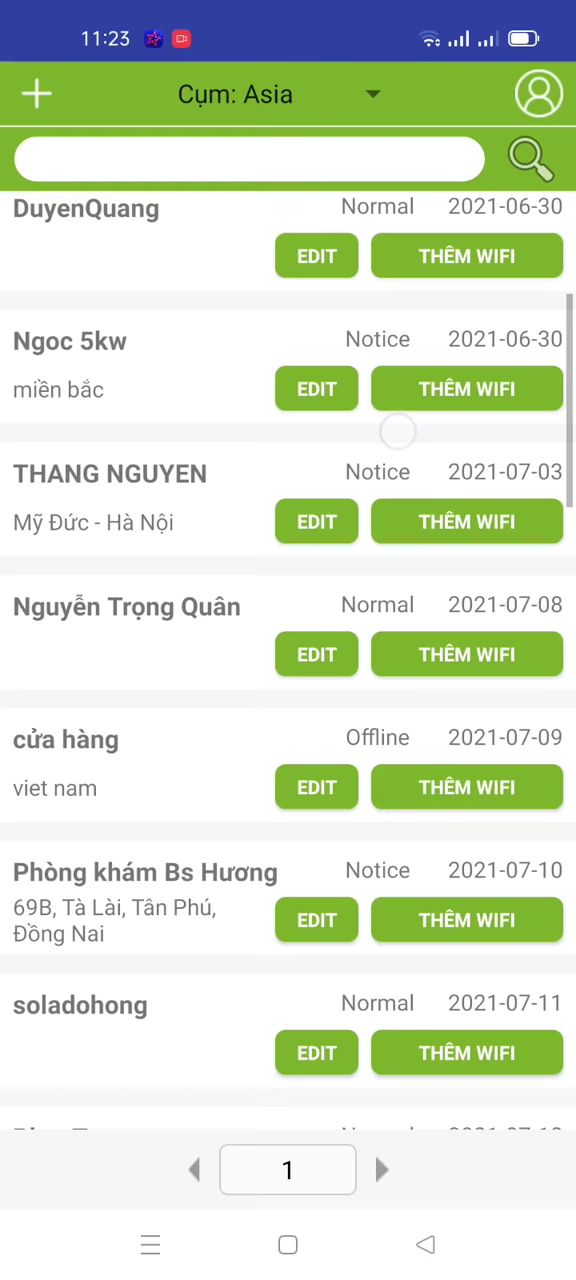 11:23
Cụm: Asia
DuyenQuang Normal 2021-06-30
EDIT THÊM WIFI
Ngoc 5kw Notice 2021-06-30
miền bắc EDIT THÊM WIFI
THANG NGUYEN Notice 2021-07-03
Mỹ Đức - Hà Nội EDIT THÊM WIFI
Nguyễn Trọng Quân Normal 2021-07-08
EDIT THÊM WIFI
cửa hàng Offline 2021-07-09
viet nam EDIT THÊM WIFI
Phòng khám Bs Hương Notice 2021-07-10
69B, Tà Lài, Tân Phú,
Đồng Nai EDIT THÊM WIFI
soladohong Normal 2021-07-11
EDIT THÊM WIFI
1